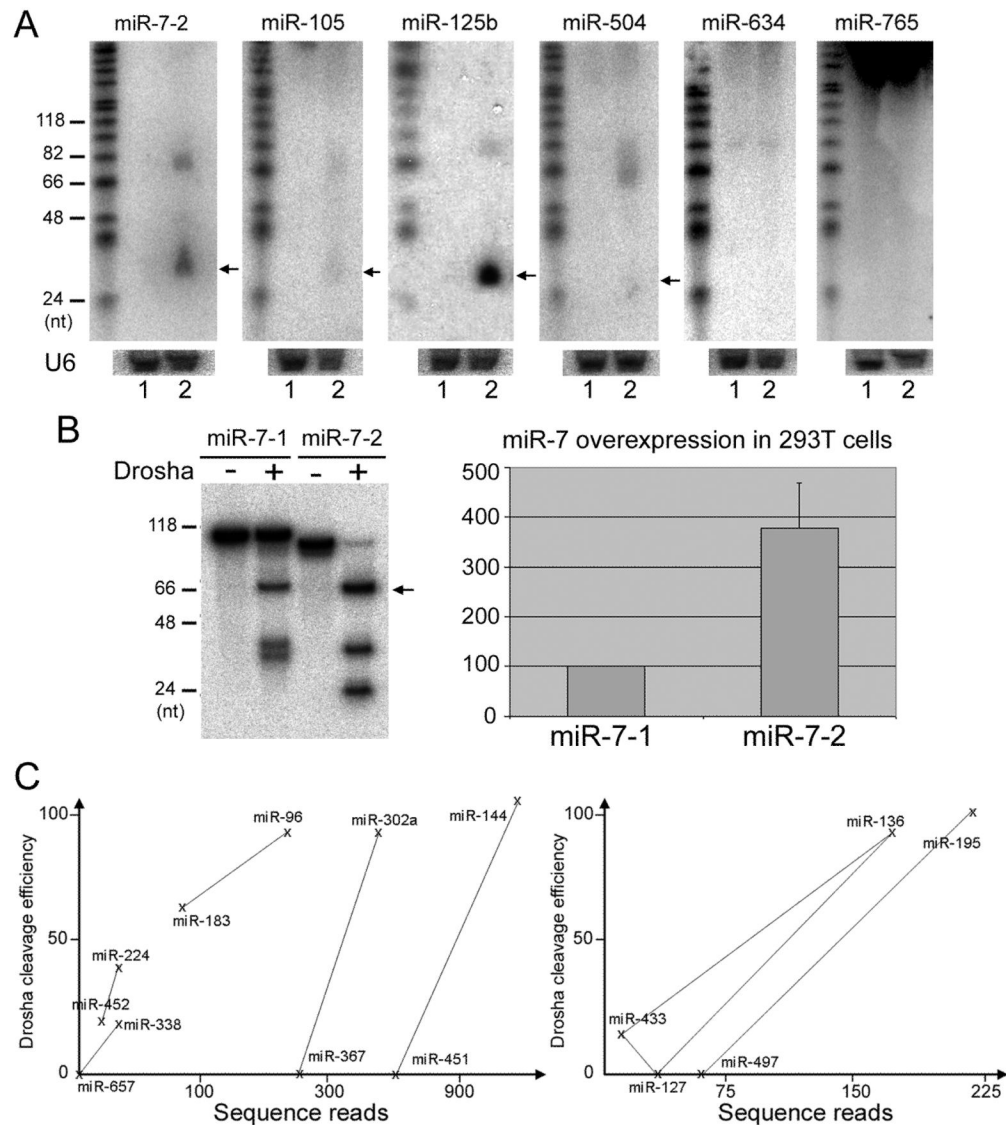 A
miR-7-2 miR-105 miR-125b miR-504 miR-634 miR-765
118
82
66
48
24
(nt)
U6
1 2 1 2 1 2 1 2 1 2 1 2
B
miR-7-1 miR-7-2
Drosha - + - +
118
66
48
24
(nt)
miR-7 overexpression in 293T cells
500
400
300
200
100
0
miR-7-1 miR-7-2
C
Drosha cleavage efficiency
100
50
0
miR-96
miR-302a
miR-144
miR-183
miR-224
miR-452
miR-338
miR-657
miR-367
miR-451
100 300 900
Sequence reads
Drosha cleavage efficiency
100
50
0
miR-136
miR-195
miR-433
miR-127
miR-497
75 150 225
Sequence reads